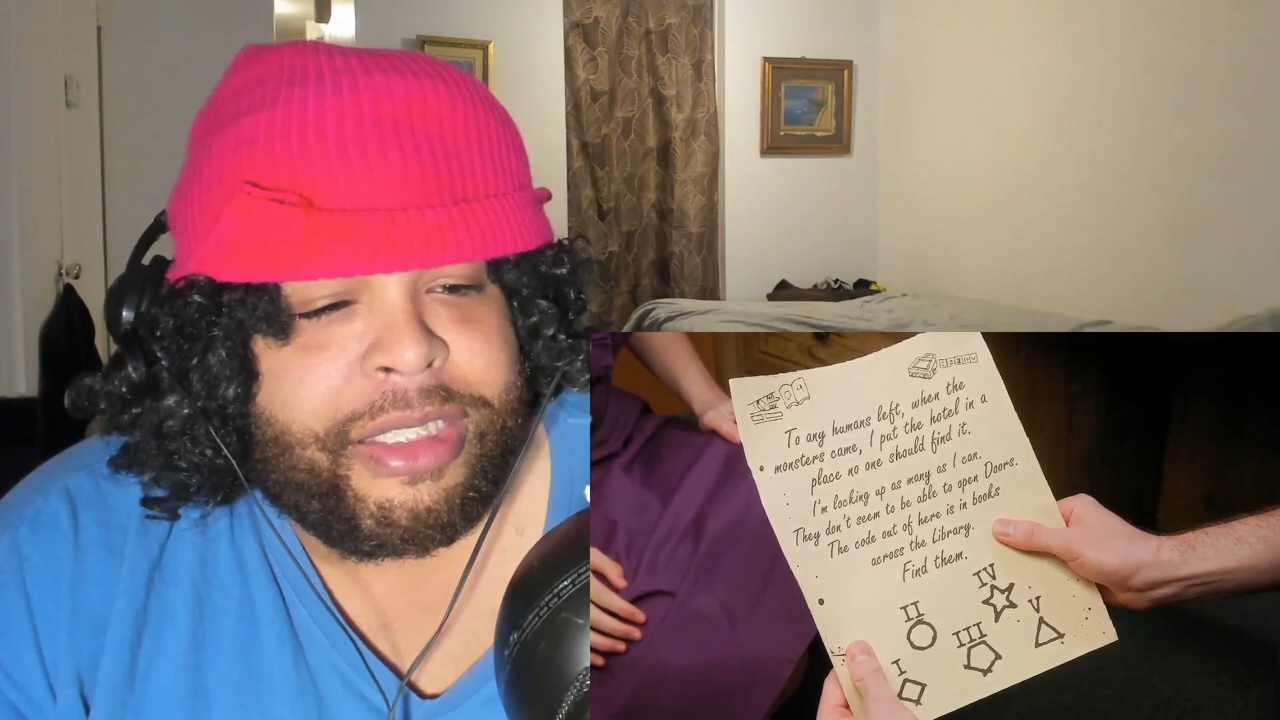 To any humans left, when the
monsters came, I put the hotel in a
place no one should find it.
I'm locking up as many as I can.
They don't seem to be able to open Doors.
The code out of here is in books
across the Library.
Find them.
IV
II
V
III
I